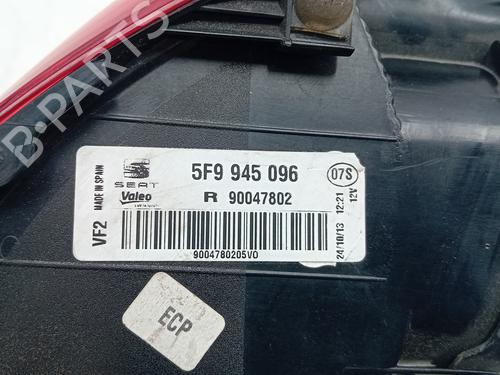 B-PARTS
MADE IN SPAIN
VF2
SEAT
Valeo
5F9 945 096
R 90047802
9004780205VO
07S
24/10/13 12:21
12V
ECP